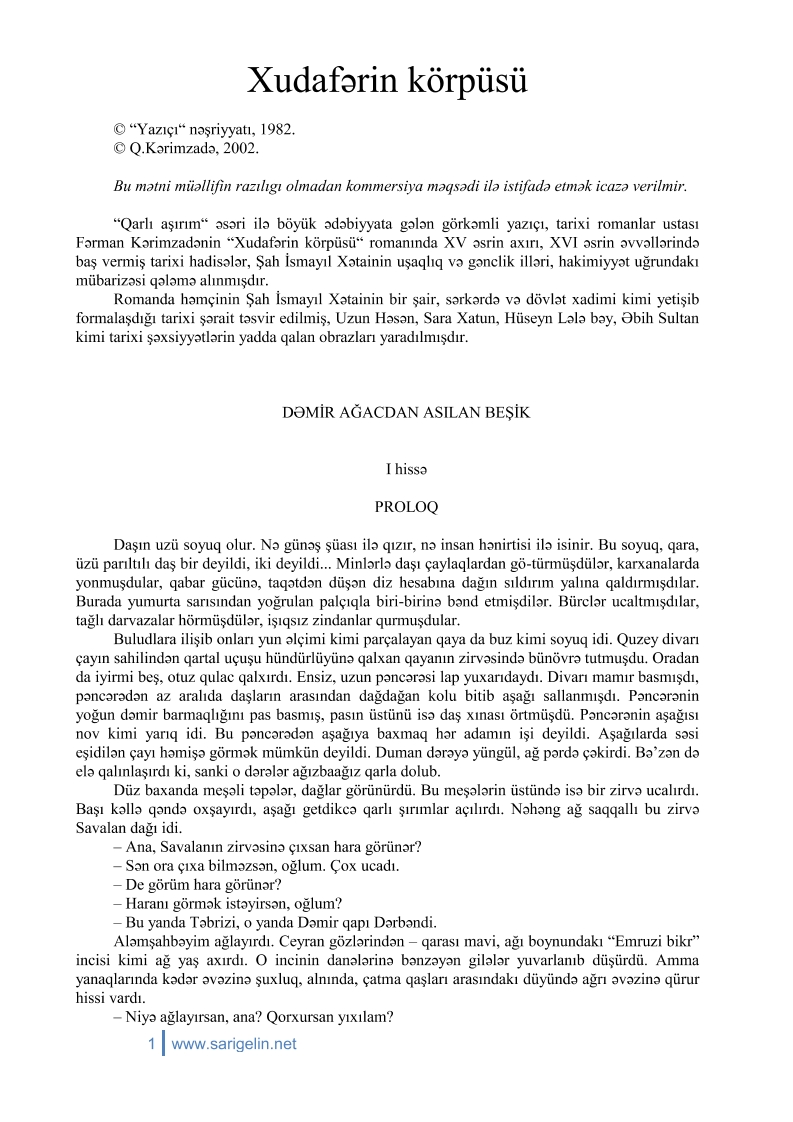 Xudafərin körpüsü
© “Yazıçı“ nəşriyyatı, 1982.
© Q.Kərimzadə, 2002.
Bu mətni müəllifin razılıgı olmadan kommersiya məqsədi ilə istifadə etmək icazə verilmir.
“Qarlı aşırım“ əsəri ilə böyük ədəbiyyata gələn görkəmli yazıçı, tarixi romanlar ustası
Fərman Kərimzadənin “Xudafərin körpüsü“ romanında XV əsrin axırı, XVI əsrin əvvəllərində
baş vermiş tarixi hadisələr, Şah İsmayıl Xətainin uşaqlıq və gənclik illəri, hakimiyyət uğrundakı
mübarizəsi qələmə alınmışdır.
Romanda həmçinin Şah İsmayıl Xətainin bir şair, sərkərdə və dövlət xadimi kimi yetişib
formalaşdığı tarixi şərait təsvir edilmiş, Uzun Həsən, Sara Xatun, Hüseyn Lələ bəy, Əbih Sultan
kimi tarixi şəxsiyyətlərin yadda qalan obrazları yaradılmışdır.
DƏMİR AĞACDAN ASILAN BEŞİK
I hissə
PROLOQ
Daşın uzü soyuq olur. Nə günəş şüası ilə qızır, nə insan hənirtisi ilə isinir. Bu soyuq, qara,
üzü parıltılı daş bir deyildi, iki deyildi... Minlərlə daşı çaylaqlardan gö-türmüşdülər, karxanalarda
yonmuşdular, qabar gücünə, taqətdən düşən diz hesabına dağın sıldırım yalına qaldırmışdılar.
Burada yumurta sarısından yoğrulan palçıqla biri-birinə bənd etmişdilər. Bürclər ucaltmışdılar,
tağlı darvazalar hörmüşdülər, işıqsız zindanlar qurmuşdular.
Buludlara ilişib onları yun əlçimi kimi parçalayan qaya da buz kimi soyuq idi. Quzey divarı
çayın sahilindən qartal uçuşu hündürlüyünə qalxan qayanın zirvəsində bünövrə tutmuşdu. Oradan
da iyirmi beş, otuz qulac qalxırdı. Ensiz, uzun pəncərəsi lap yuxarıdaydı. Divarı mamır basmışdı,
pəncərədən az aralıda daşların arasından dağdağan kolu bitib aşağı sallanmışdı. Pəncərənin
yoğun dəmir barmaqlığını pas basmış, pasın üstünü isə daş xınası örtmüşdü. Pəncərənin aşağısı
nov kimi yarıq idi. Bu pəncərədən aşağıya baxmaq hər adamın işi deyildi. Aşağılarda səsi
eşidilən çayı həmişə görmək mümkün deyildi. Duman dərəyə yüngül, ağ pərdə çəkirdi. Bə’zən də
elə qalınlaşırdı ki, sanki o dərələr ağızbaağız qarla dolub.
Düz baxanda meşəli təpələr, dağlar görünürdü. Bu meşələrin üstündə isə bir zirvə ucalırdı.
Başı kəllə qəndə oxşayırdı, aşağı getdikcə qarlı şırımlar açılırdı. Nəhəng ağ saqqallı bu zirvə
Savalan dağı idi.
– Ana, Savalanın zirvəsinə çıxsan hara görünər?
– Sən ora çıxa bilməzsən, oğlum. Çox ucadı.
– De görüm hara görünər?
– Haranı görmək istəyirsən, oğlum?
– Bu yanda Təbrizi, o yanda Dəmir qapı Dərbəndi.
Aləmşahbəyim ağlayırdı. Ceyran gözlərindən – qarası mavi, ağı boynundakı “Emruzi bikr”
incisi kimi ağ yaş axırdı. O incinin danələrinə bənzəyən gilələr yuvarlanıb düşürdü. Amma
yanaqlarında kədər əvəzinə şuxluq, alnında, çatma qaşları arasındakı düyündə ağrı əvəzinə qürur
hissi vardı.
– Niyə ağlayırsan, ana? Qorxursan yıxılam?
1 www.sarigelin.net